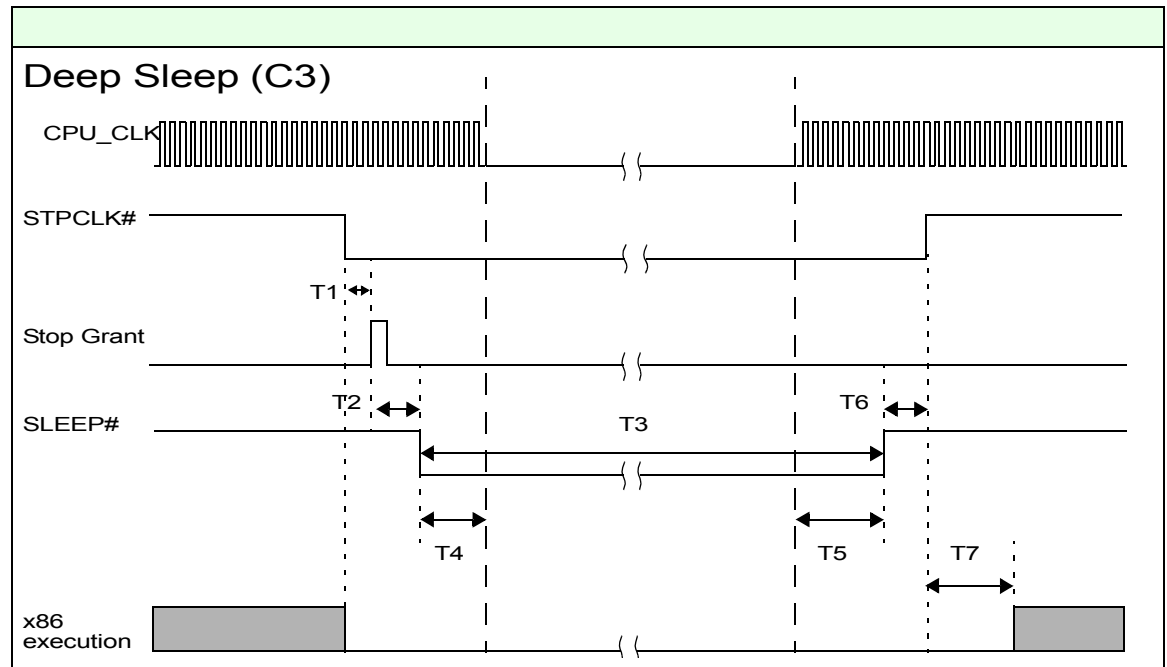 Deep Sleep (C3)
CPU_CLK
STPCLK#
T1
Stop Grant
T2
T6
SLEEP#
T3
T4
T5
T7
x86
execution